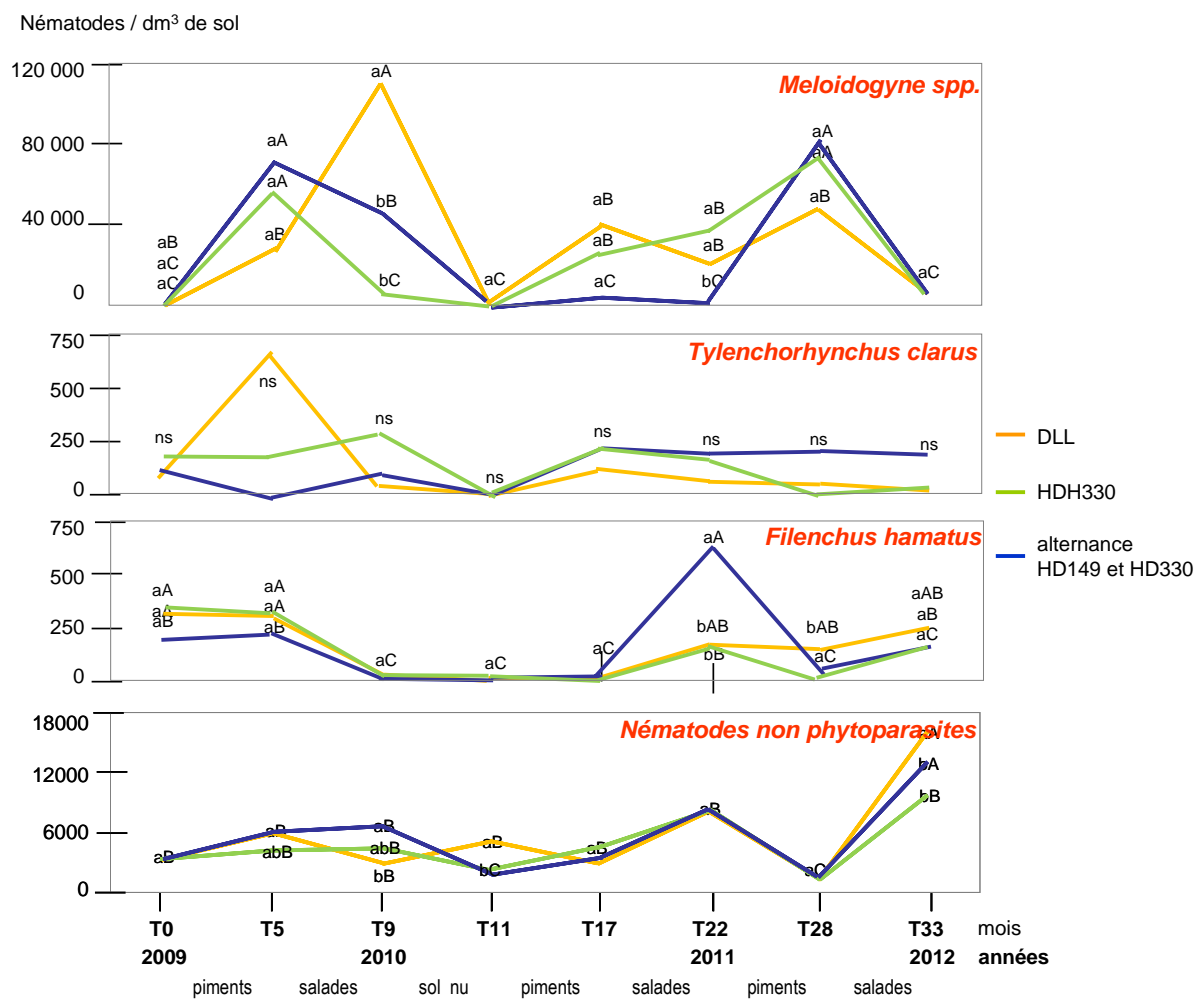 Nématodes / dm³ de sol
120 000
80 000
40 000
0
Meloidogyne spp.
aB
aC
aC
aA
aA
aB
aA
bB
bC
aC
aB
aB
aC
aB
aB
bC
aA
aA
aB
aC
750
500
250
0
Tylenchorhynchus clarus
ns
ns
ns
ns
ns
ns
ns
ns
750
500
250
0
Filenchus hamatus
aA
aA
aB
aA
aA
aB
aC
aC
aC
aA
bAB
bB
bAB
aC
aAB
aB
aC
18000
12000
6000
0
Nématodes non phytoparasites
aB
aB
abB
aB
abB
bB
aB
bC
aB
aB
aC
aA
bA
bB
DLL
HDH330
alternance
HD149 et HD330
T0 T5 T9 T11 T17 T22 T28 T33 mois
2009 2010 2011 2012 années
piments salades sol nu piments salades piments salades